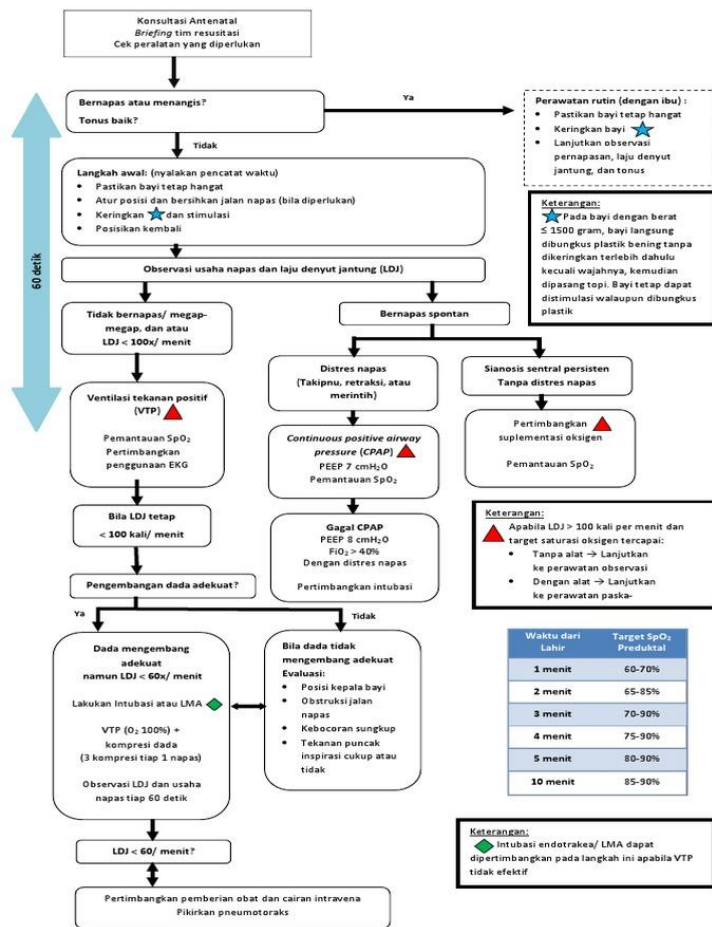 Konsultasi Antenatal
Briefing tim resusitasi
Cek peralatan yang diperlukan
Bernapas atau menangis?
Tonus baik?
Ya
Perawatan rutin (dengan ibu) :
• Pastikan bayi tetap hangat
• Keringkan bayi
• Lanjutkan observasi
pernapasan, laju denyut
jantung, dan tonus
Tidak
Langkah awal: (nyalakan pencatat waktu)
• Pastikan bayi tetap hangat
• Atur posisi dan bersihkan jalan napas (bila diperlukan)
• Keringkan dan stimulasi
• Posisikan kembali
Keterangan:
Pada bayi dengan berat
≤ 1500 gram, bayi langsung
dibungkus plastik bening tanpa
dikeringkan terlebih dahulu
kecuali wajahnya, kemudian
dipasang topi. Bayi tetap dapat
distimulasi walaupun dibungkus
plastik
60 detik
Observasi usaha napas dan laju denyut jantung (LDJ)
Tidak bernapas/ megap-
megap, dan atau
LDJ < 100x/ menit
Bernapas spontan
Distres napas
(Takipnu, retraksi, atau
merintih)
Sianosis sentral persisten
Tanpa distres napas
Ventilasi tekanan positif
(VTP)
Pemantauan SpO2
Pertimbangkan
penggunaan EKG
Continuous positive airway
pressure (CPAP)
PEEP 7 cmH2O
Pemantauan SpO2
Pertimbangkan
suplementasi oksigen
Pemantauan SpO2
Bila LDJ tetap
< 100 kali/ menit
Gagal CPAP
PEEP 8 cmH2O
FiO2 > 40%
Dengan distres napas
Pertimbangkan intubasi
Keterangan:
Apabila LDJ > 100 kali per menit dan
target saturasi oksigen tercapai:
• Tanpa alat → Lanjutkan
ke perawatan observasi
• Dengan alat → Lanjutkan
ke perawatan paska-
Pengembangan dada adekuat?
Ya
Tidak
Dada mengembang
adekuat
namun LDJ < 60x/ menit
Lakukan Intubasi atau LMA
VTP (O2 100%) +
kompresi dada
(3 kompresi tiap 1 napas)
Observasi LDJ dan usaha
napas tiap 60 detik
Bila dada tidak
mengembang adekuat
Evaluasi:
• Posisi kepala bayi
• Obstruksi jalan
napas
• Kebocoran sungkup
• Tekanan puncak
inspirasi cukup atau
tidak
Waktu dari Lahir Target SpO2 Preduktal
1 menit 60-70%
2 menit 65-85%
3 menit 70-90%
4 menit 75-90%
5 menit 80-90%
10 menit 85-90%
LDJ < 60/ menit?
Keterangan:
Intubasi endotrakea/ LMA dapat
dipertimbangkan pada langkah ini apabila VTP
tidak efektif
Pertimbangkan pemberian obat dan cairan intravena
Pikirkan pneumotoraks